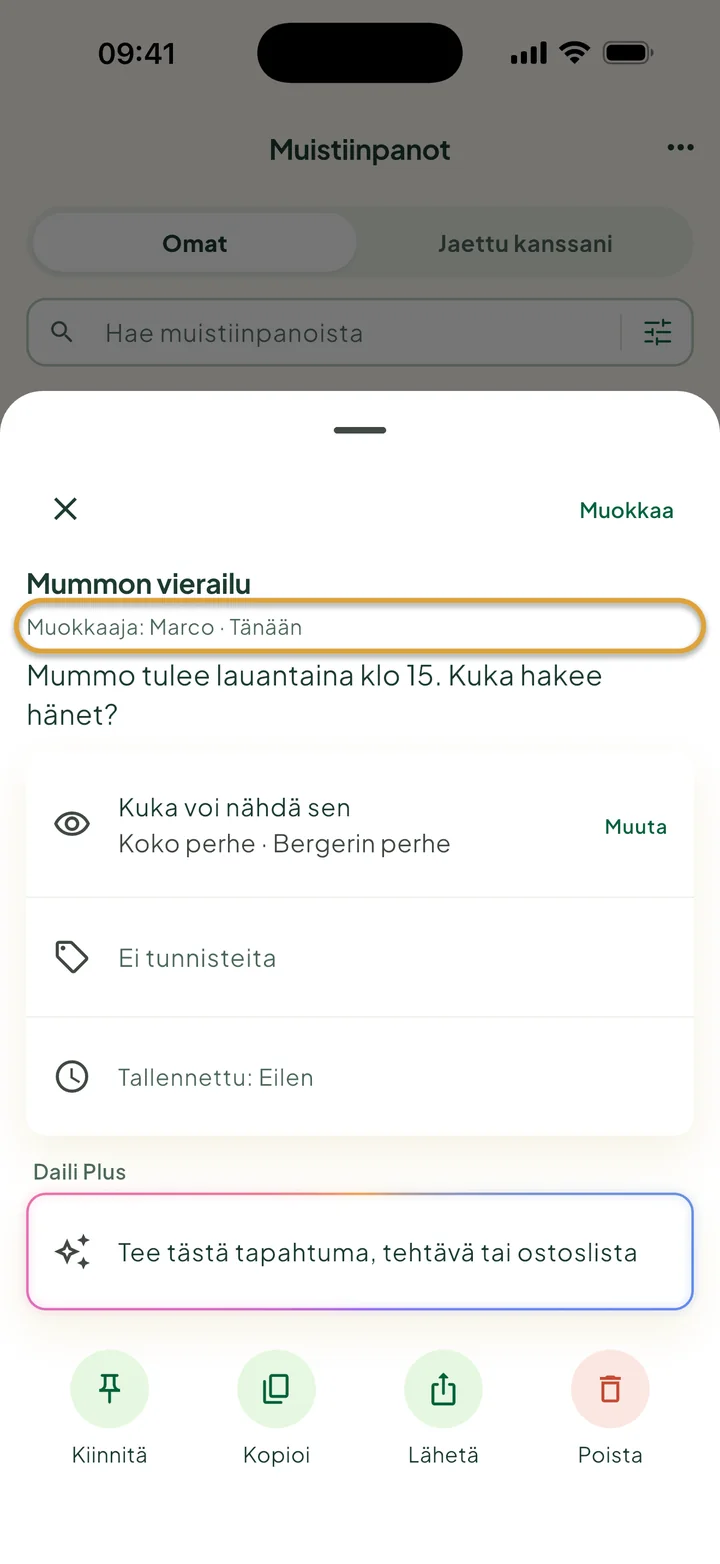 09:41
Muistiinpanot
Omat
Jaettu kanssani
Hae muistiinpanoista
Muokkaa
Mummon vierailu
Muokkaaja: Marco · Tänään
Mummo tulee lauantaina klo 15. Kuka hakee
hänet?
Kuka voi nähdä sen
Koko perhe · Bergerin perhe
Muuta
Ei tunnisteita
Tallennettu: Eilen
Daili Plus
Tee tästä tapahtuma, tehtävä tai ostoslista
Kiinnitä
Kopioi
Lähetä
Poista